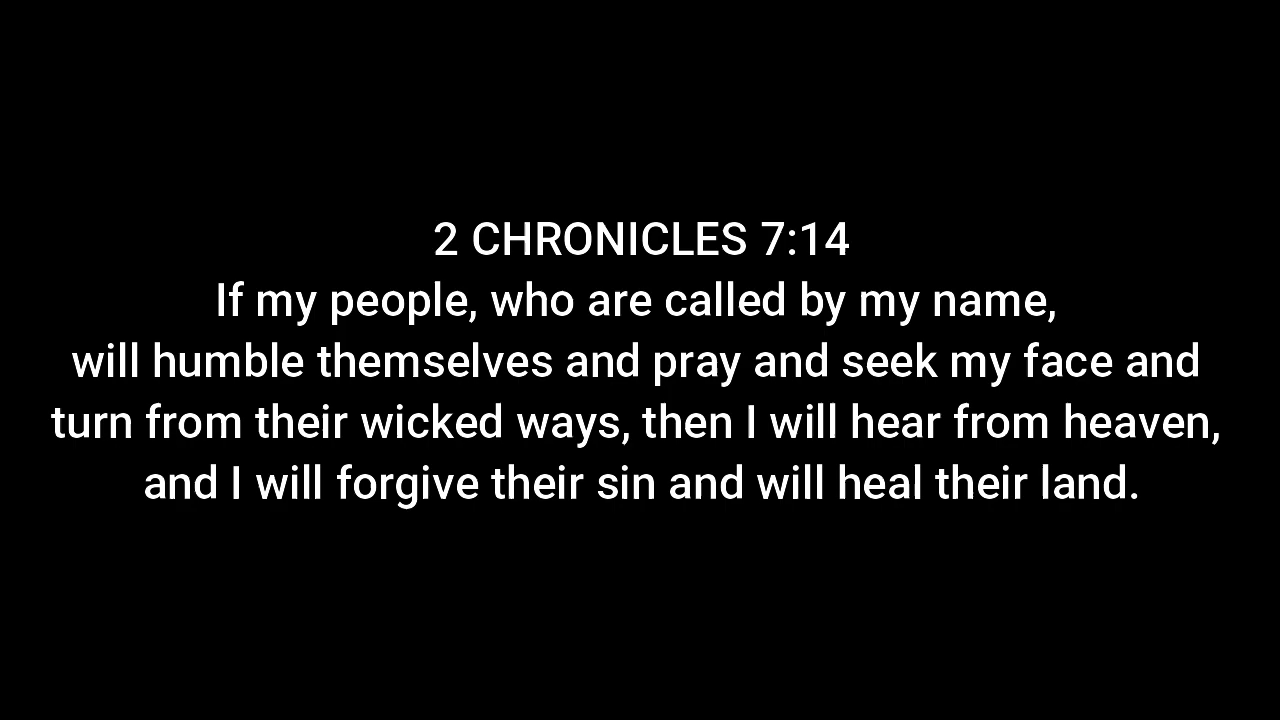 2 CHRONICLES 7:14
If my people, who are called by my name,
will humble themselves and pray and seek my face and
turn from their wicked ways, then I will hear from heaven,
and I will forgive their sin and will heal their land.